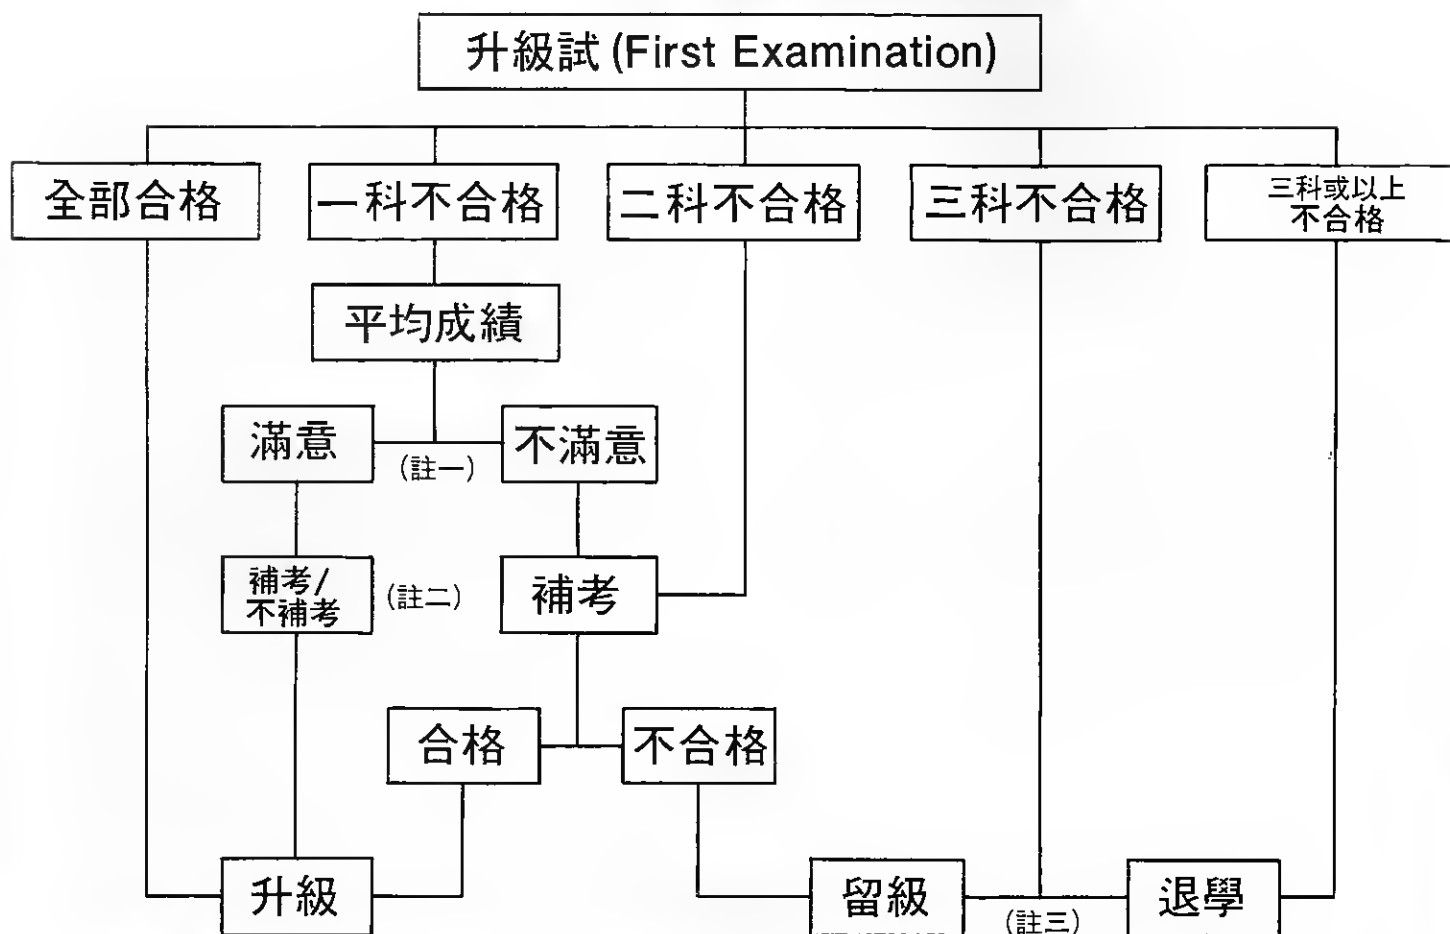 升級試(First Examination)
全部合格
一科不合格
二科不合格
三科不合格
三科或以上
不合格
平均成績
滿意
(註一)
不滿意
補考/
不補考
(註二)
補考
合格
不合格
升級
留級
(註三)
退學